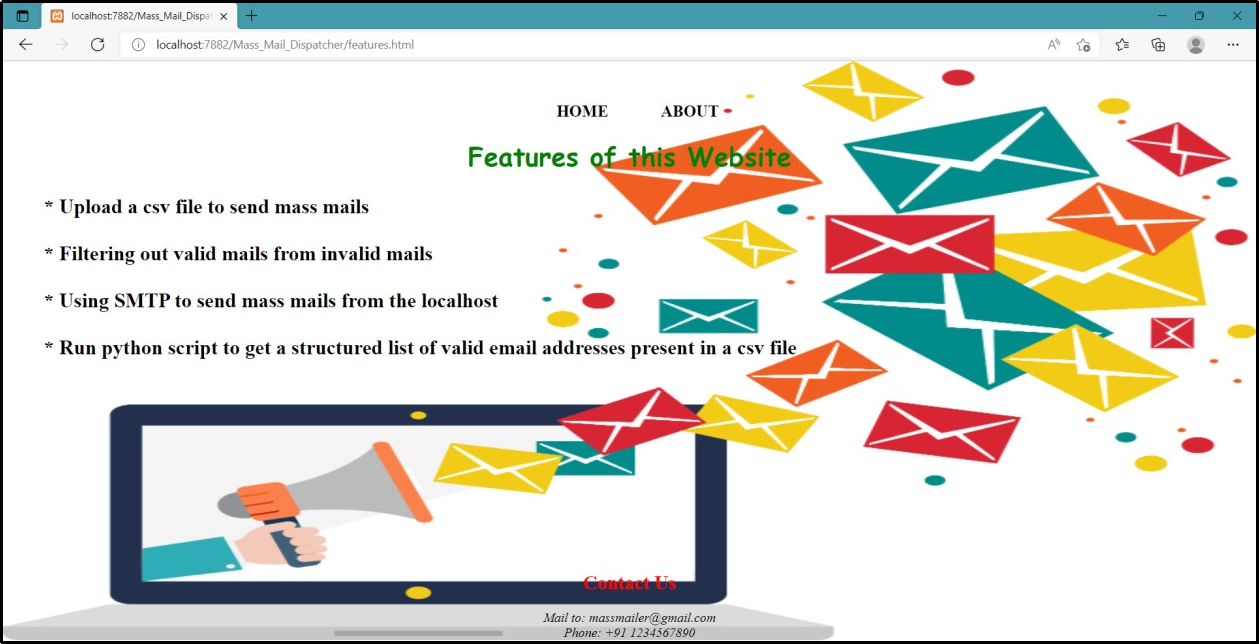 localhost:7882/Mass_Mail_Dispa
localhost:7882/Mass_Mail_Dispatcher/features.html
HOME ABOUT
Features of this Website
* Upload a csv file to send mass mails
* Filtering out valid mails from invalid mails
* Using SMTP to send mass mails from the localhost
* Run python script to get a structured list of valid email addresses present in a csv file
Contact Us
Mail to: massmailer@gmail.com
Phone: +91 1234567890